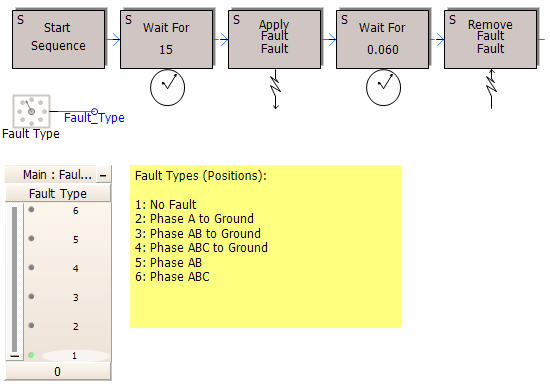 S
Start
Sequence
S
Wait For
15
S
Apply
Fault
Fault
S
Wait For
0.060
S
Remove
Fault
Fault
Fault_Type
Fault Type
Main : Faul...
Fault Type
6
5
4
3
2
1
0
Fault Types (Positions):
1: No Fault
2: Phase A to Ground
3: Phase AB to Ground
4: Phase ABC to Ground
5: Phase AB
6: Phase ABC